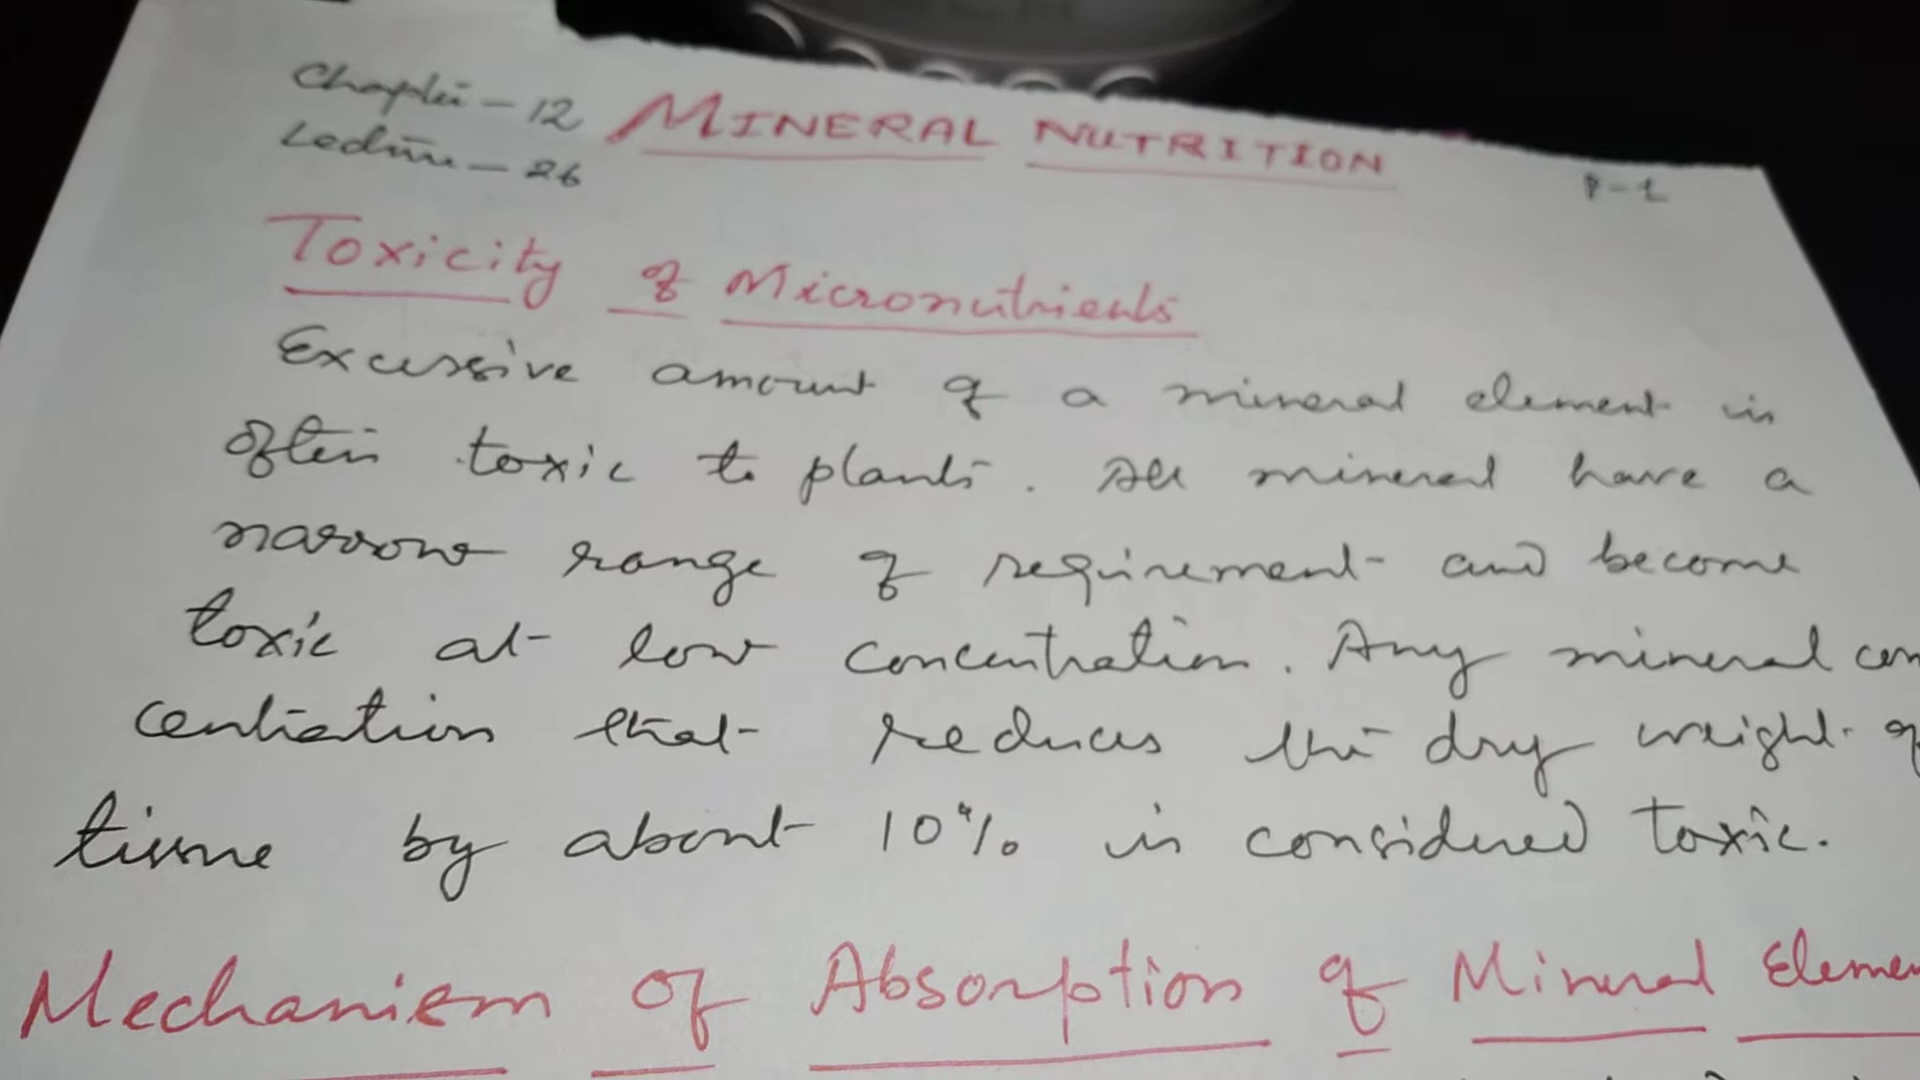 Chapter - 12 MINERAL NUTRITION
Lecture - 26
P-1
Toxicity of Micronutrients
Excessive amount of a mineral element is
often toxic to plants. All mineral have a
narrow range of requirement and become
toxic at low concentration. Any mineral con
centration that reduces the dry weight of
tissue by about 10% is considered toxic.
Mechanism of Absorption of Mineral Elemen